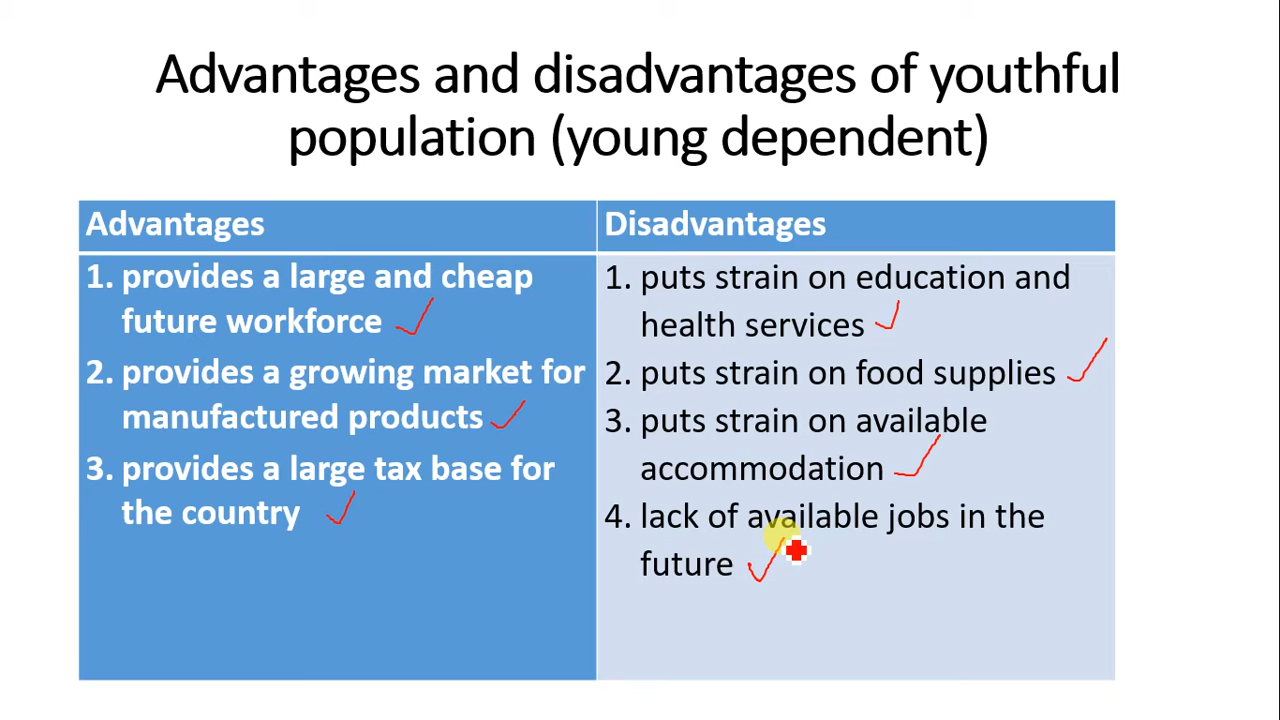 Advantages and disadvantages of youthful
population (young dependent)
Advantages
1. provides a large and cheap
future workforce
2. provides a growing market for
manufactured products
3. provides a large tax base for
the country
Disadvantages
1. puts strain on education and
health services
2. puts strain on food supplies
3. puts strain on available
accommodation
4. lack of available jobs in the
future